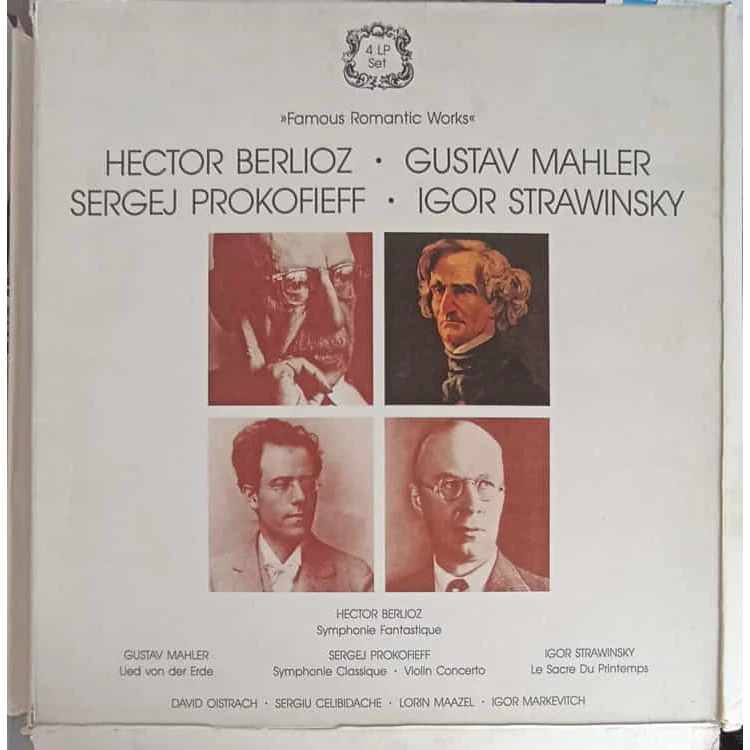 4 LP
Set
»Famous Romantic Works«
HECTOR BERLIOZ · GUSTAV MAHLER
SERGEJ PROKOFIEFF · IGOR STRAWINSKY
HECTOR BERLIOZ
Symphonie Fantastique
GUSTAV MAHLER
Lied von der Erde
SERGEJ PROKOFIEFF
Symphonie Classique · Violin Concerto
IGOR STRAWINSKY
Le Sacre Du Printemps
DAVID OISTRACH · SERGIU CELIBIDACHE · LORIN MAAZEL · IGOR MARKEVITCH